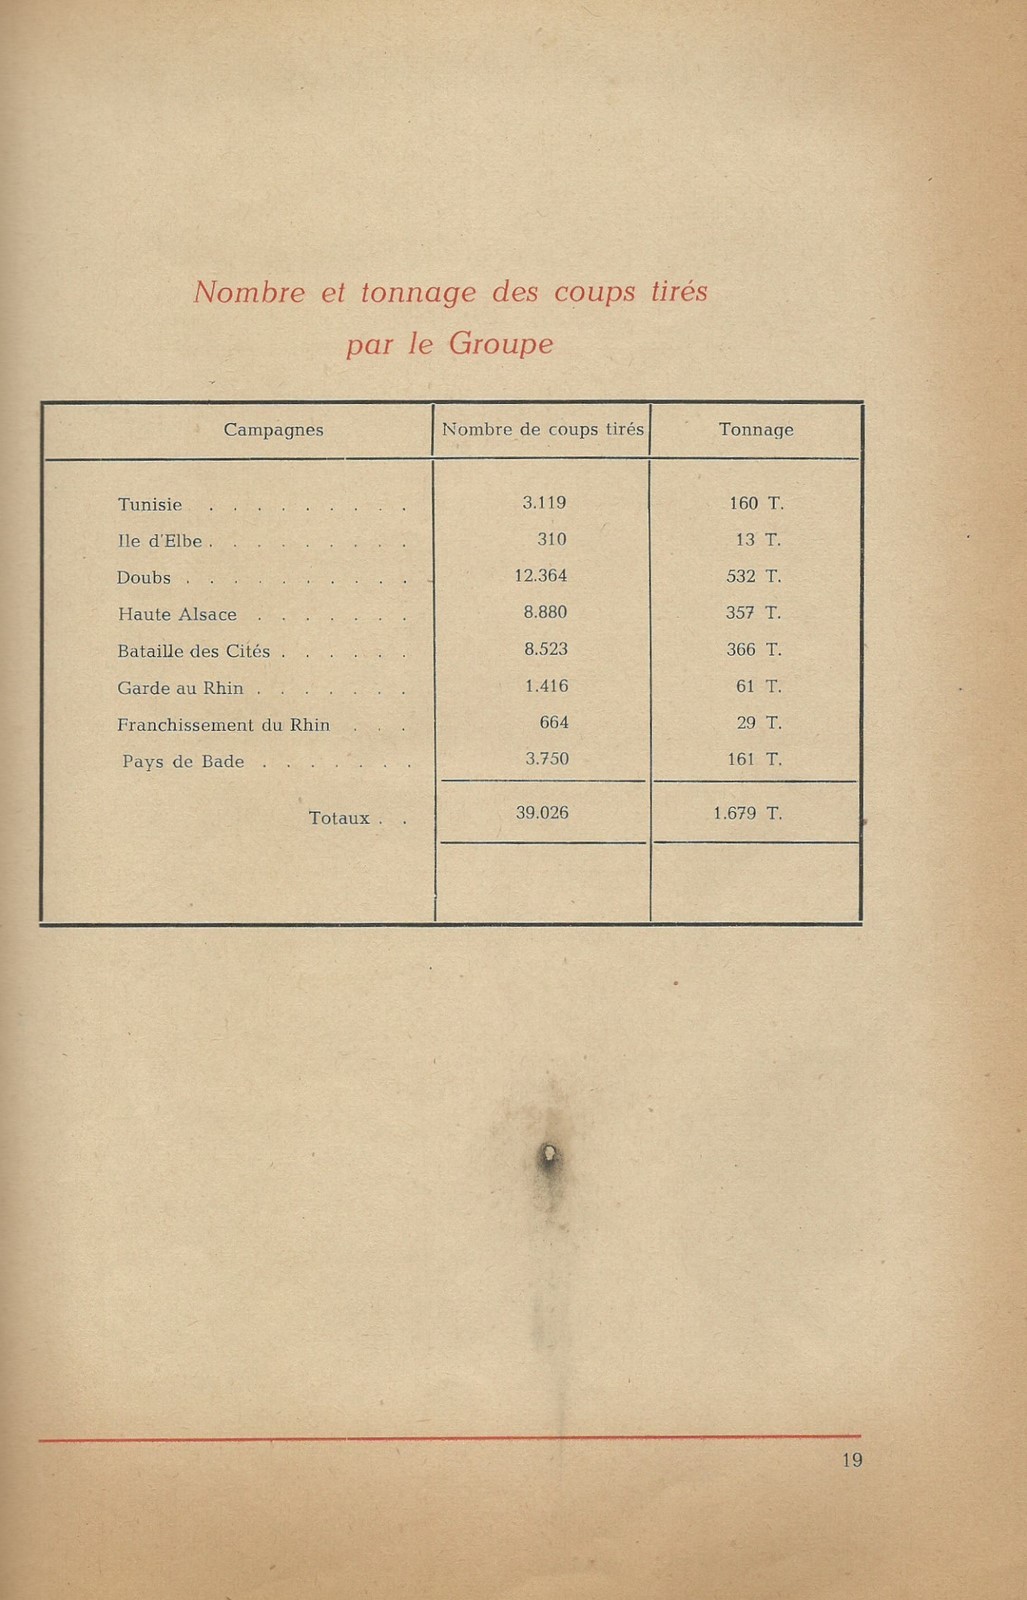 Nombre et tonnage des coups tirés
par le Groupe
Campagnes Nombre de coups tirés Tonnage
Tunisie . . . . . . . . . 3.119 160 T.
Ile d'Elbe . . . . . . . . . 310 13 T.
Doubs . . . . . . . . . . 12.364 532 T.
Haute Alsace . . . . . . . 8.880 357 T.
Bataille des Cités . . . . . . 8.523 366 T.
Garde au Rhin . . . . . . . 1.416 61 T.
Franchissement du Rhin . . . 664 29 T.
Pays de Bade . . . . . . . 3.750 161 T.
Totaux . . 39.026 1.679 T.
19